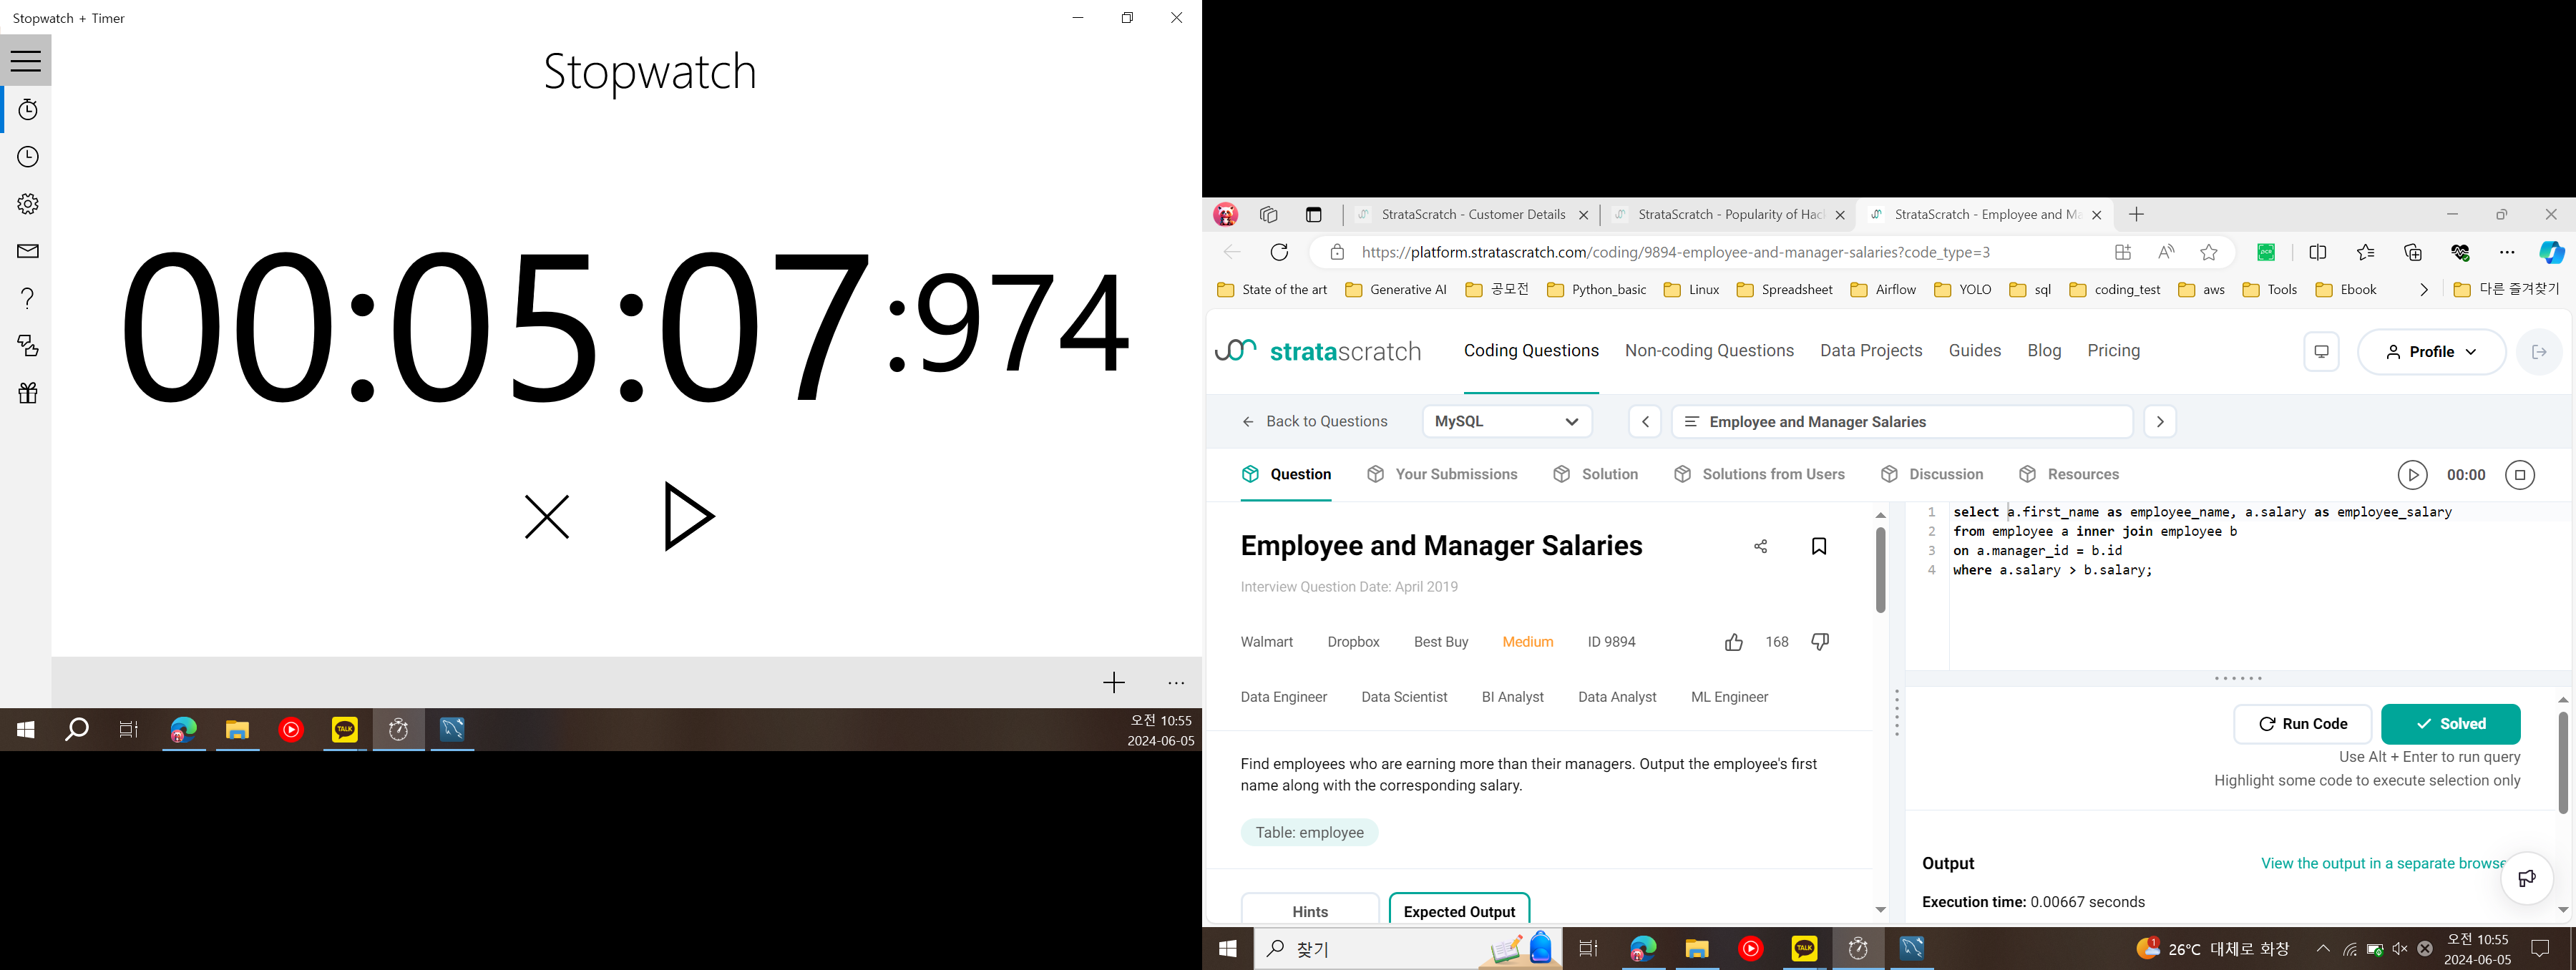 Stopwatch + Timer
Stopwatch
00:05:07:974
TALK
오전 10:55
2024-06-05
StrataScratch - Customer Details
StrataScratch - Popularity of Hac
StrataScratch - Employee and Ma
https://platform.stratascratch.com/coding/9894-employee-and-manager-salaries?code_type=3
State of the art
Generative AI
공모전
Python_basic
Linux
Spreadsheet
Airflow
YOLO
sql
coding_test
aws
Tools
Ebook
다른 즐겨찾기
stratascratch
Coding Questions
Non-coding Questions
Data Projects
Guides
Blog
Pricing
Profile
Back to Questions
MySQL
Employee and Manager Salaries
Question
Your Submissions
Solution
Solutions from Users
Discussion
Resources
00:00
Employee and Manager Salaries
Interview Question Date: April 2019
Walmart
Dropbox
Best Buy
Medium
ID 9894
168
Data Engineer
Data Scientist
BI Analyst
Data Analyst
ML Engineer
Find employees who are earning more than their managers. Output the employee's first
name along with the corresponding salary.
Table: employee
Hints
Expected Output
1 select a.first_name as employee_name, a.salary as employee_salary
2 from employee a inner join employee b
3 on a.manager_id = b.id
4 where a.salary > b.salary;
Run Code
Solved
Use Alt + Enter to run query
Highlight some code to execute selection only
Output
View the output in a separate browse
Execution time: 0.00667 seconds
찾기
TALK
1
26°C 대체로 화창
오전 10:55
2024-06-05